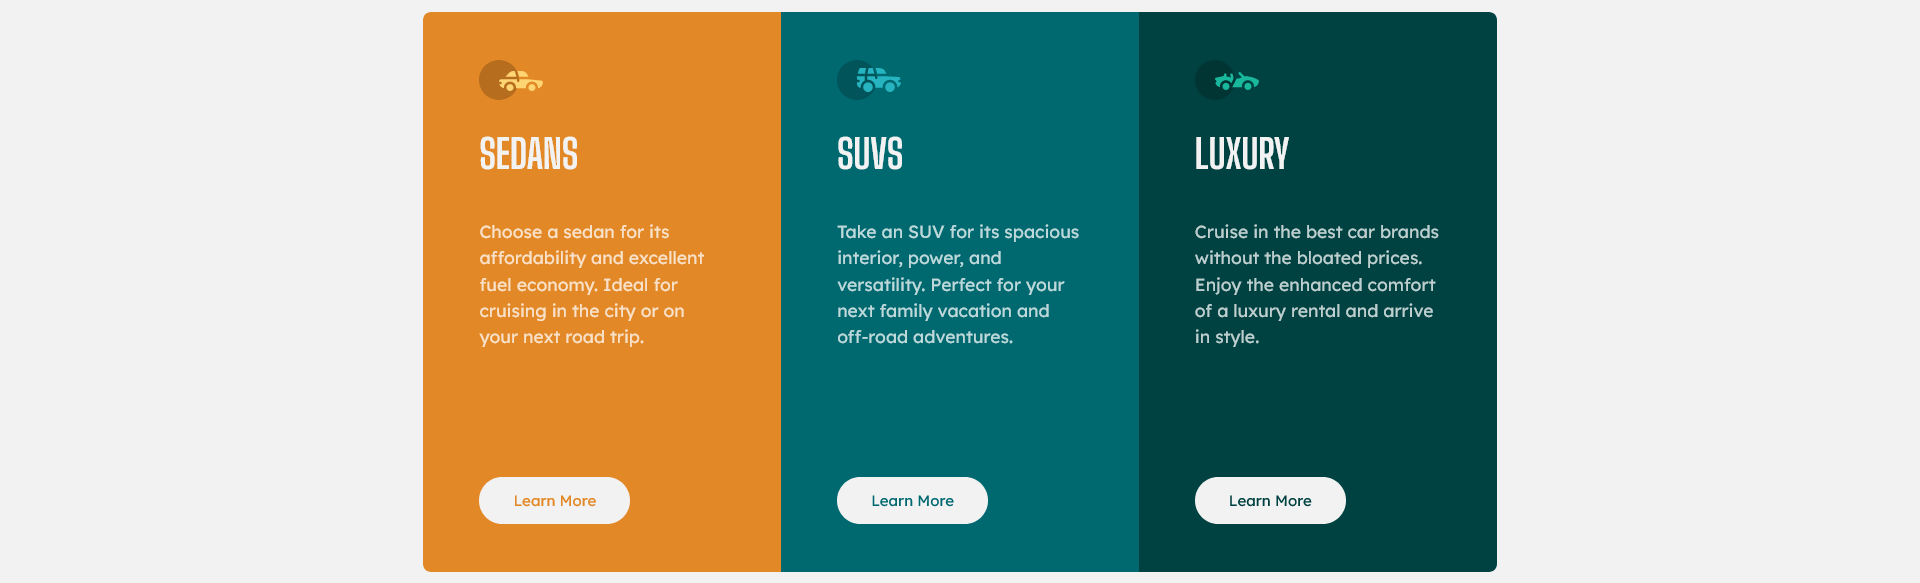 SEDANS
Choose a sedan for its
affordability and excellent
fuel economy. Ideal for
cruising in the city or on
your next road trip.
Learn More
SUVS
Take an SUV for its spacious
interior, power, and
versatility. Perfect for your
next family vacation and
off-road adventures.
Learn More
LUXURY
Cruise in the best car brands
without the bloated prices.
Enjoy the enhanced comfort
of a luxury rental and arrive
in style.
Learn More